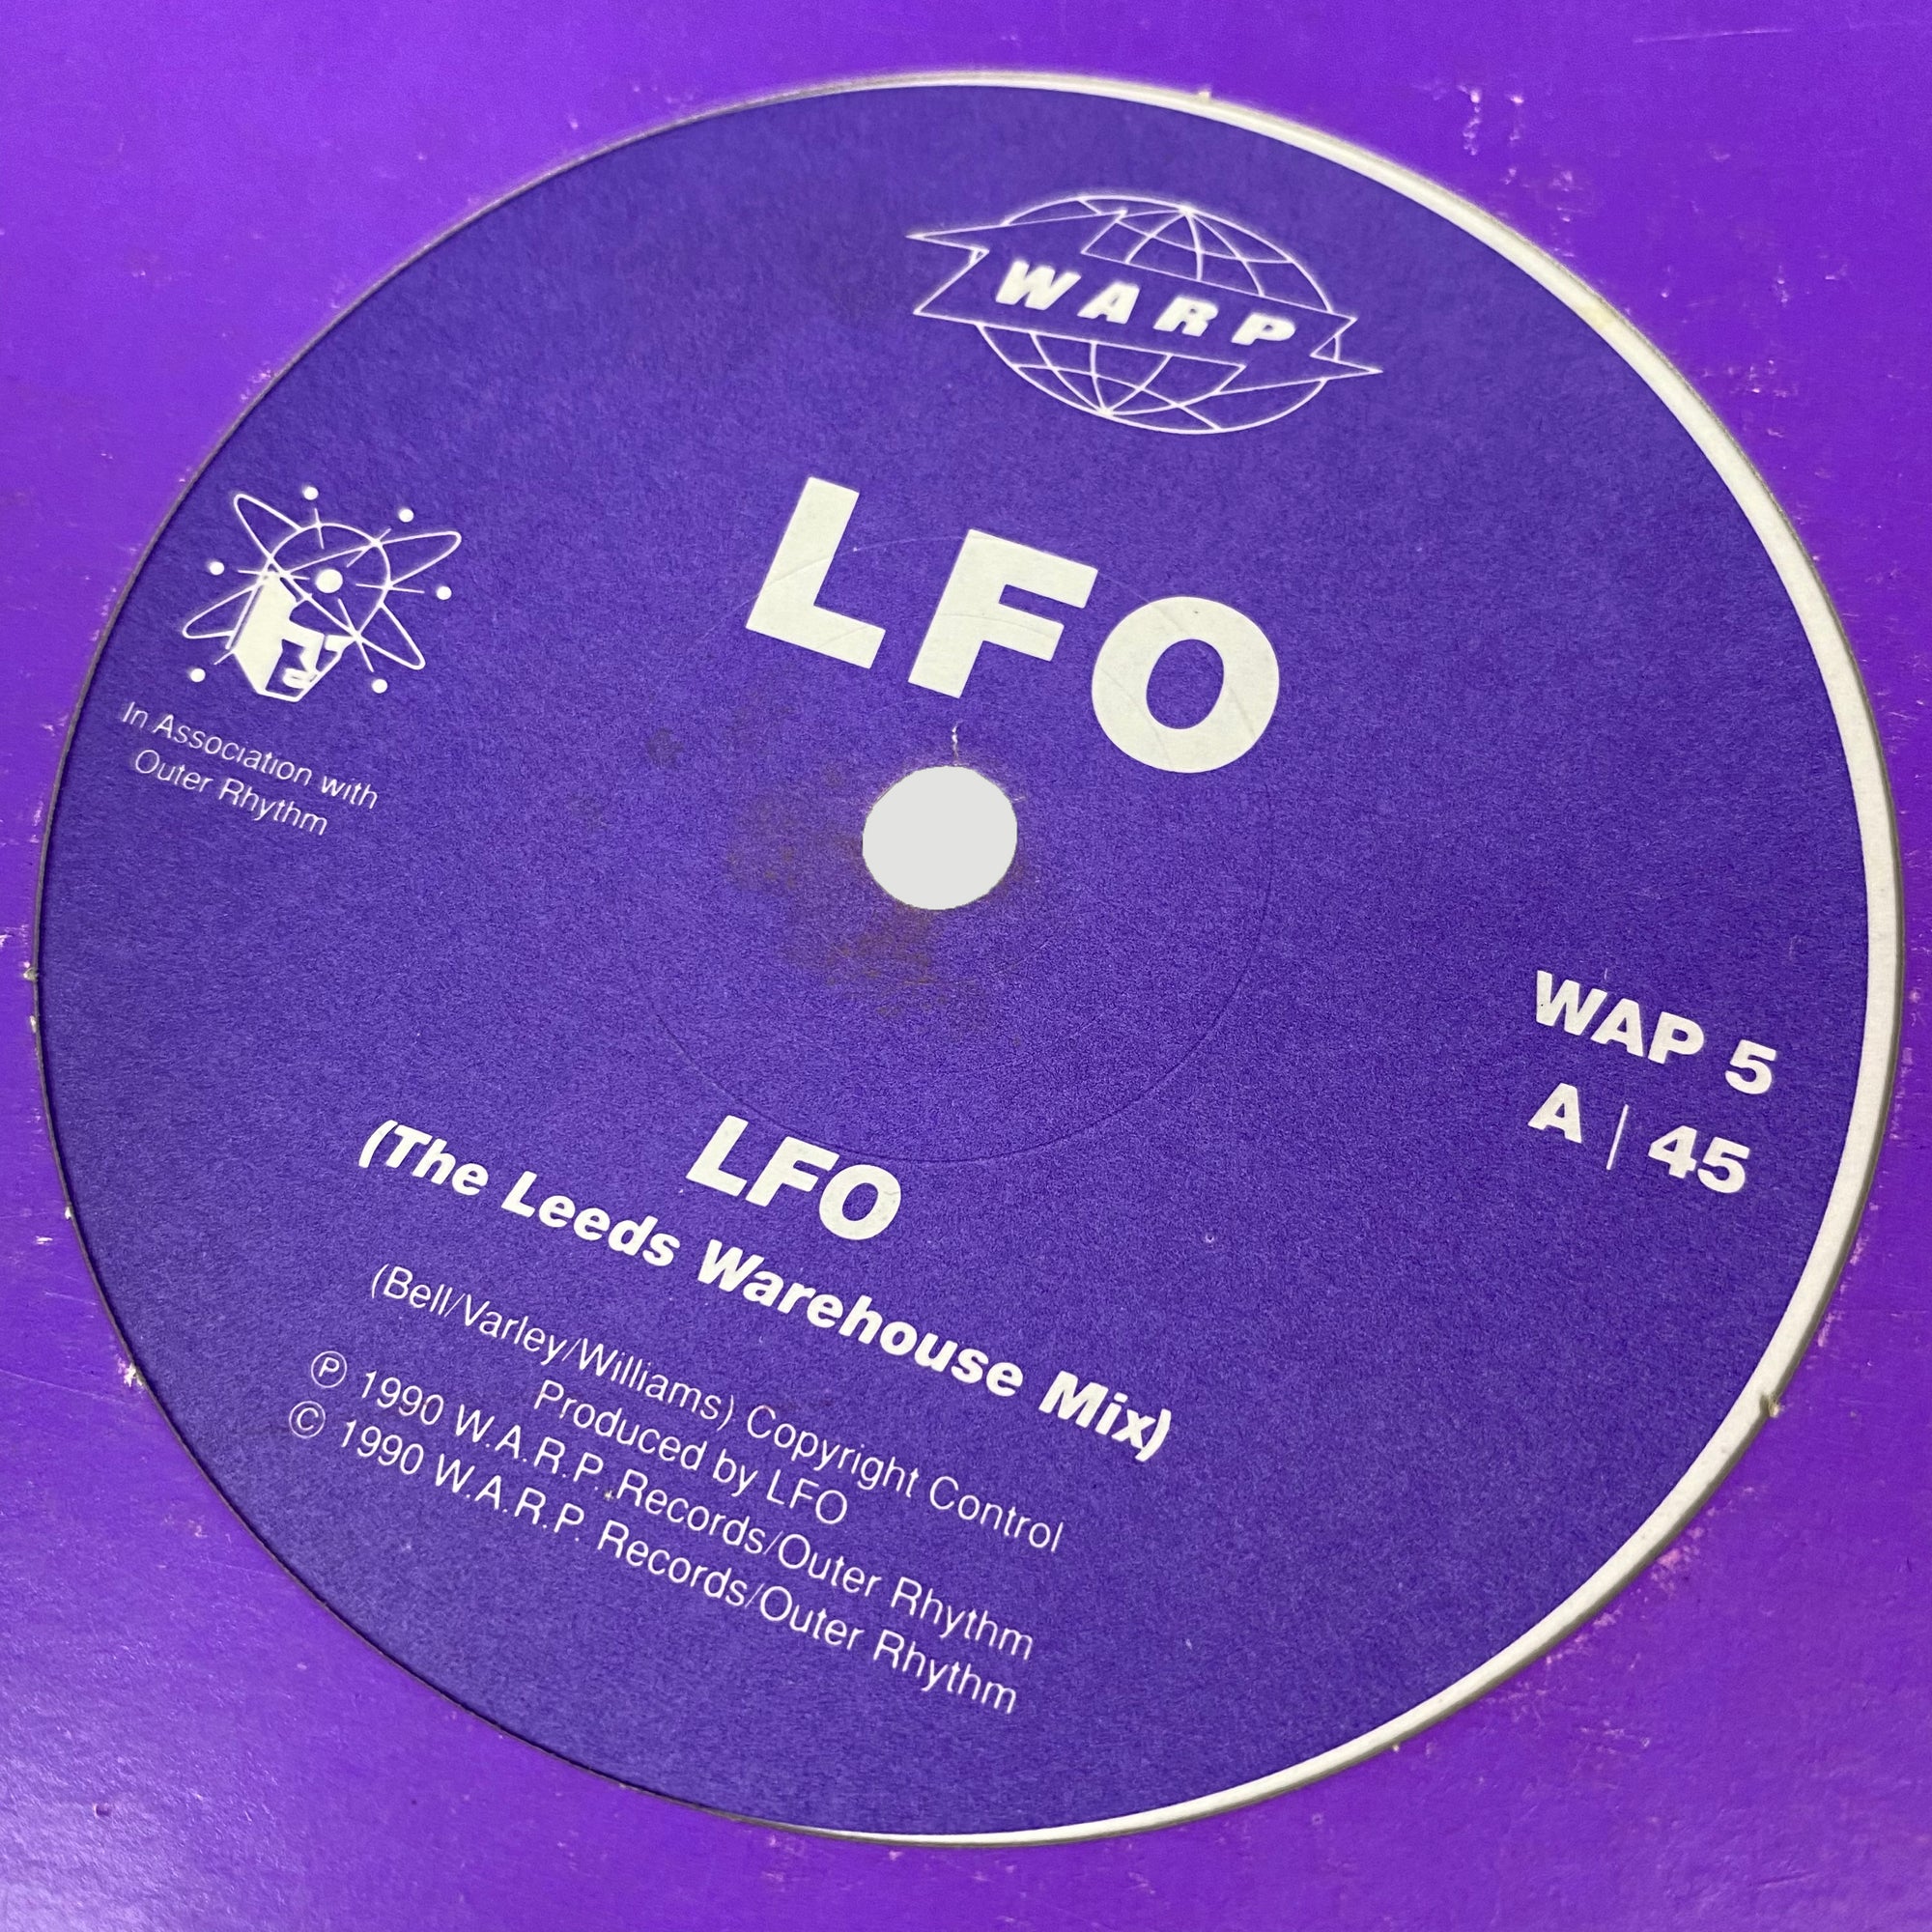 WARP
LFO
In Association with
Outer Rhythm
WAP 5
A | 45
LFO
(The Leeds Warehouse Mix)
(Bell/Varley/Williams) Copyright Control
Produced by LFO
Ⓟ 1990 W.A.R.P. Records/Outer Rhythm
© 1990 W.A.R.P. Records/Outer Rhythm